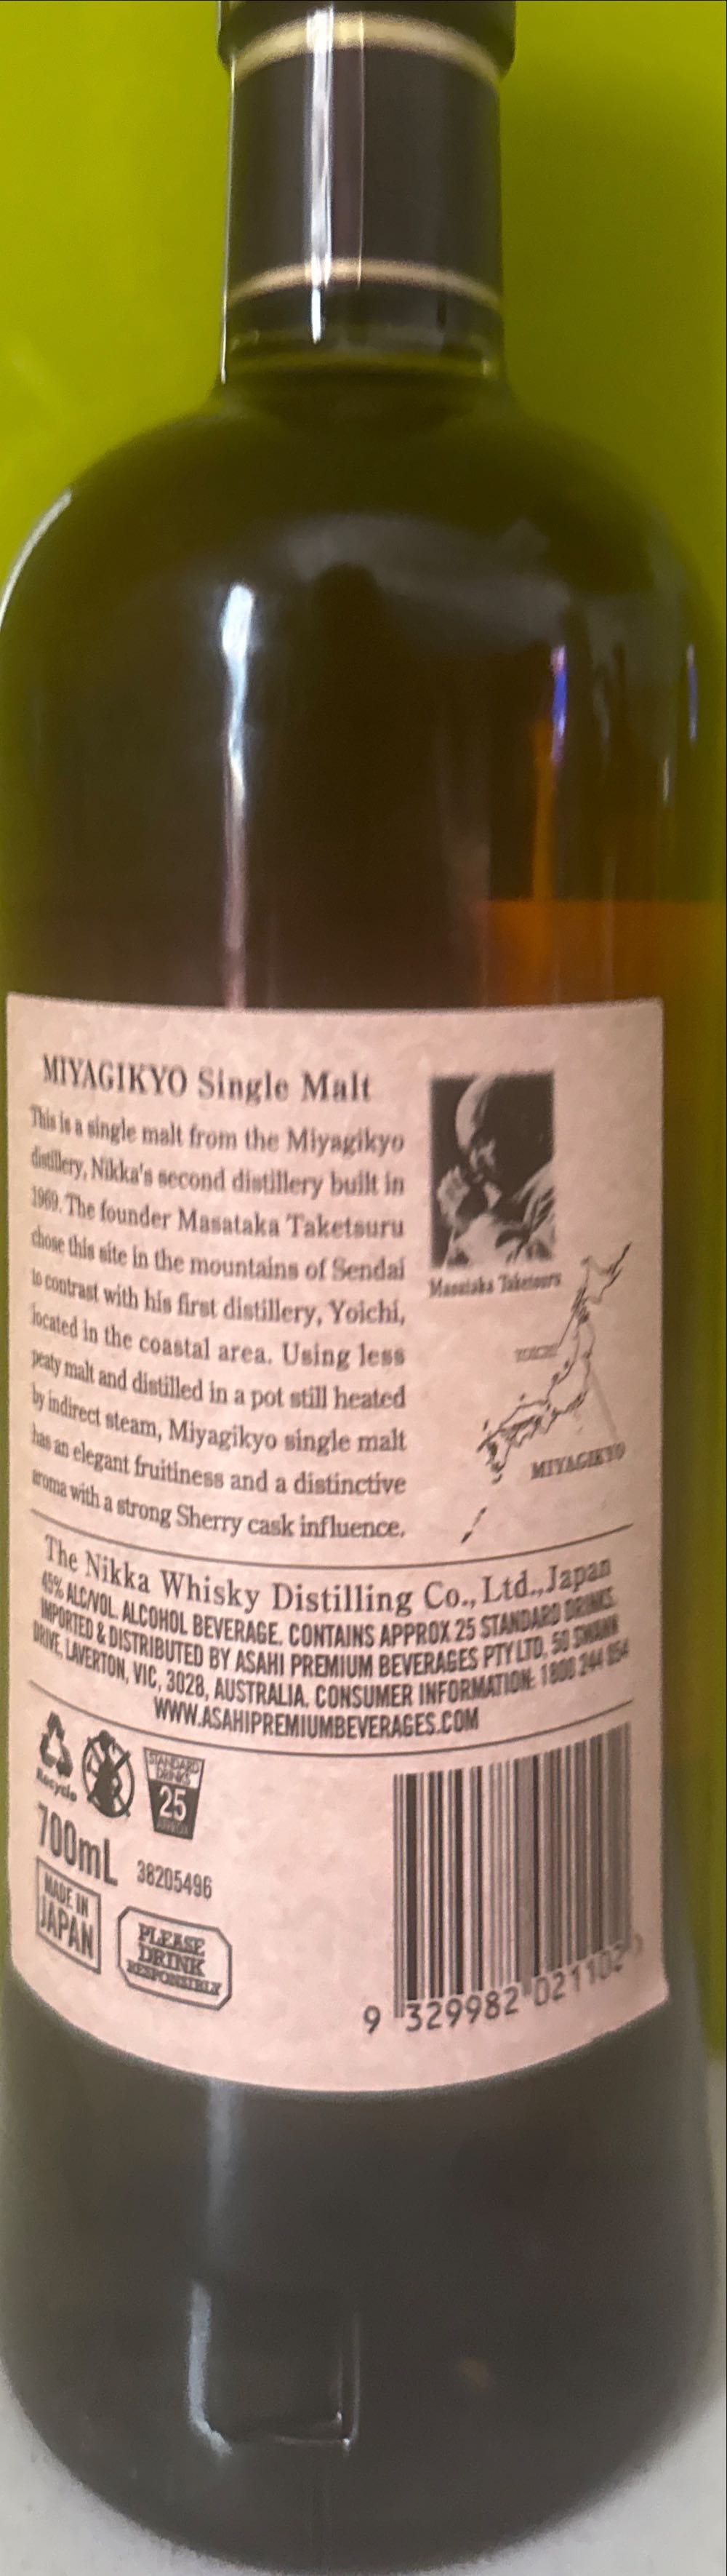 MIYAGIKYO Single Malt
This is a single malt from the Miyagikyo
distillery, Nikka's second distillery built in
1969. The founder Masataka Taketsuru
chose this site in the mountains of Sendai
to contrast with his first distillery, Yoichi,
located in the coastal area. Using less
peaty malt and distilled in a pot still heated
by indirect steam, Miyagikyo single malt
has an elegant fruitiness and a distinctive
aroma with a strong Sherry cask influence.
Masataka Taketsuru
YOICHI
MIYAGIKYO
The Nikka Whisky Distilling Co., Ltd., Japan
45% ALC/VOL. ALCOHOL BEVERAGE. CONTAINS APPROX 25 STANDARD DRINKS.
IMPORTED & DISTRIBUTED BY ASAHI PREMIUM BEVERAGES PTY LTD, 50 SWANN
DRIVE, LAVERTON, VIC, 3028, AUSTRALIA. CONSUMER INFORMATION: 1800 244 054
WWW.ASAHIPREMIUMBEVERAGES.COM
Recycle
STANDARD
DRINKS
25
700mL
38205496
MADE IN
JAPAN
PLEASE
DRINK
RESPONSIBLY
9 329982 021102